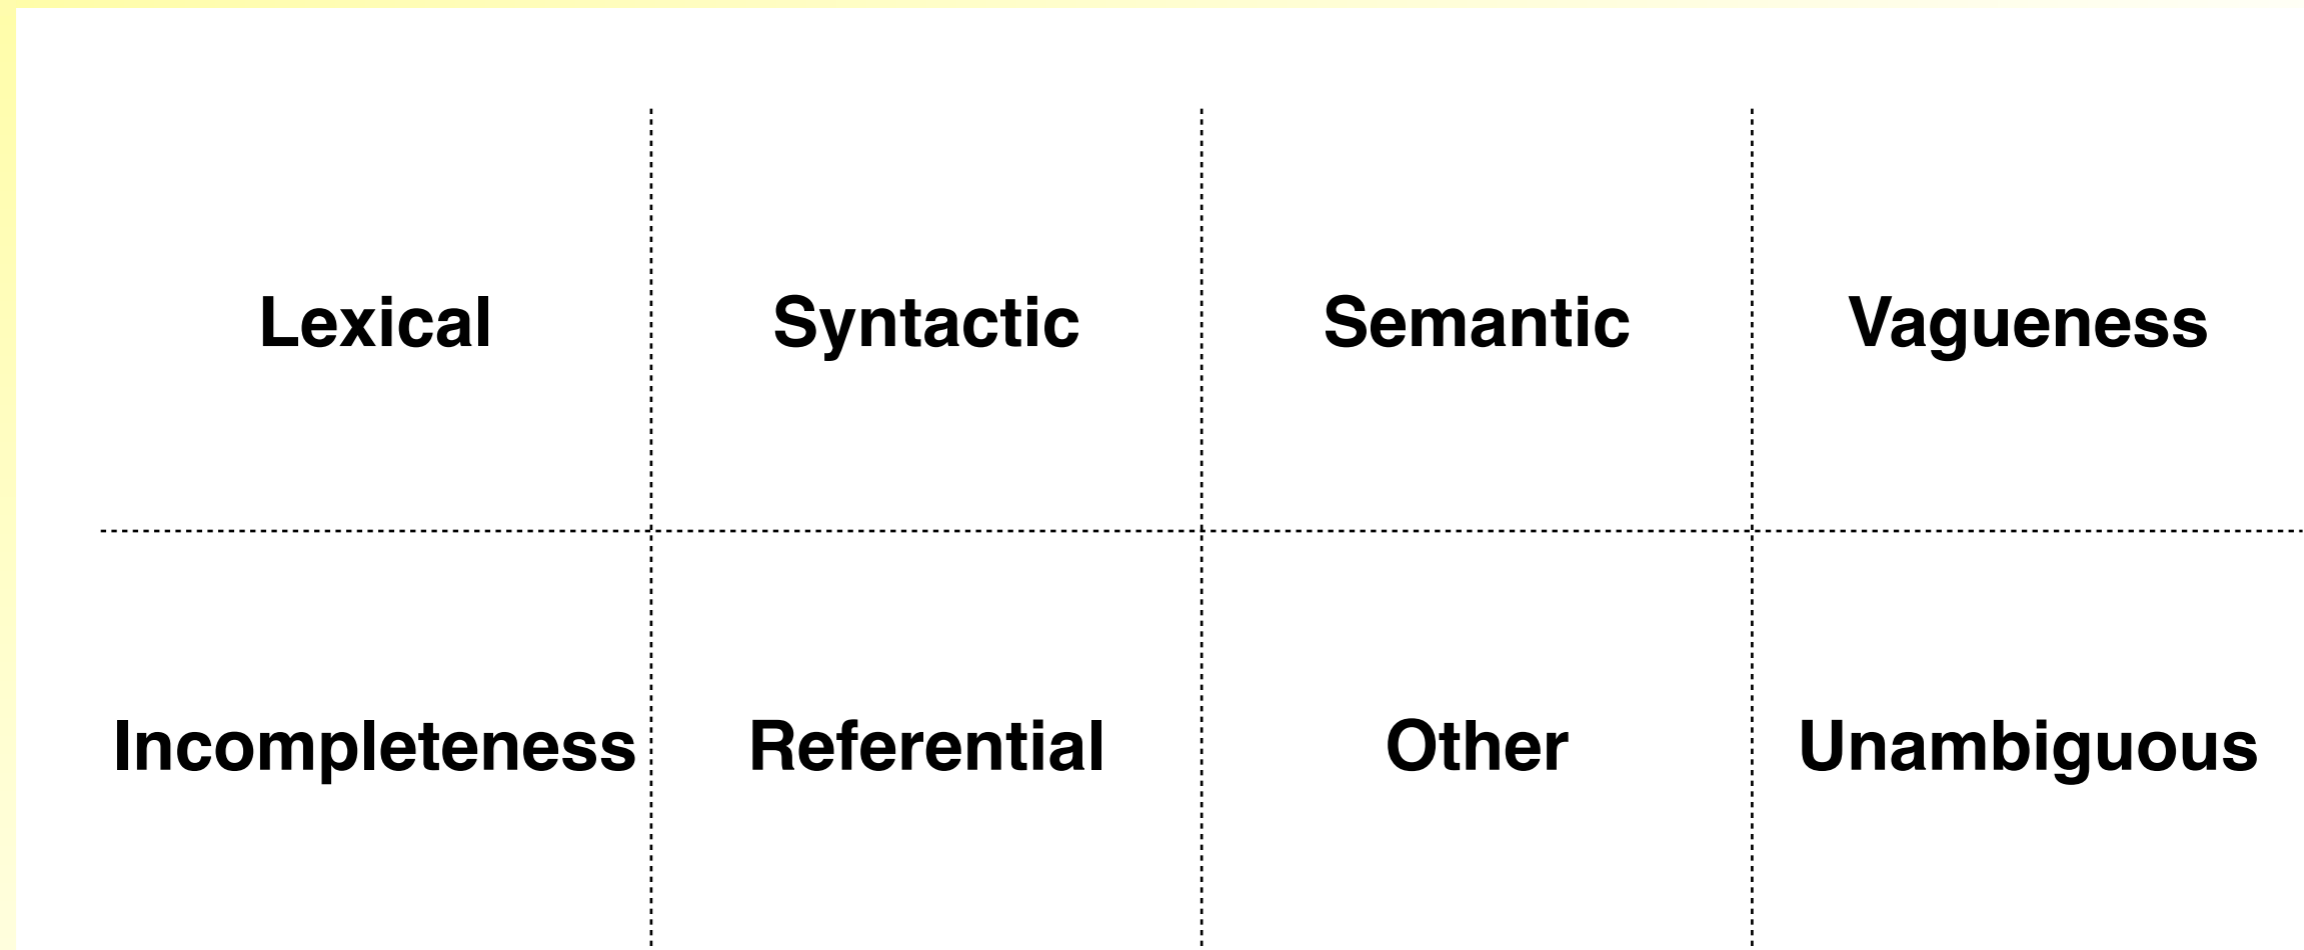 Lexical Syntactic Semantic Vagueness
Incompleteness Referential Other Unambiguous